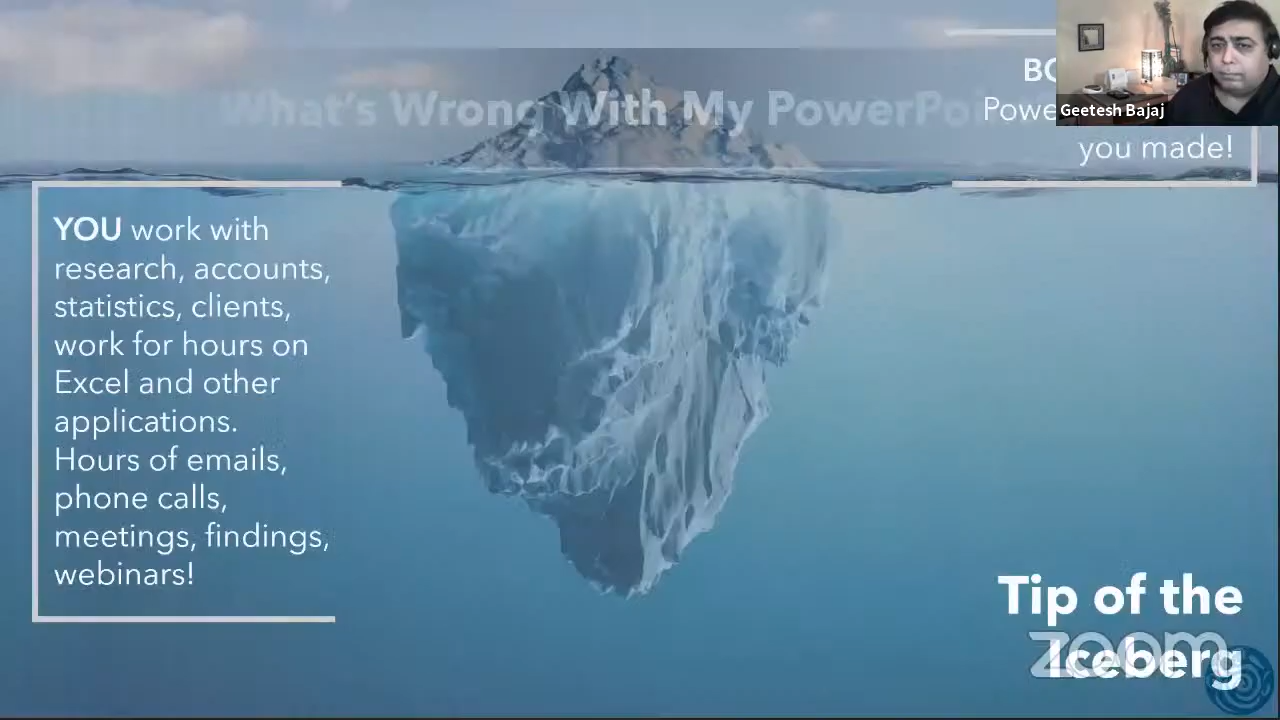 What's Wrong With My PowerPoi
BO
Powe
you made!
Geetesh Bajaj
YOU work with
research, accounts,
statistics, clients,
work for hours on
Excel and other
applications.
Hours of emails,
phone calls,
meetings, findings,
webinars!
Tip of the
Iceberg
zoom